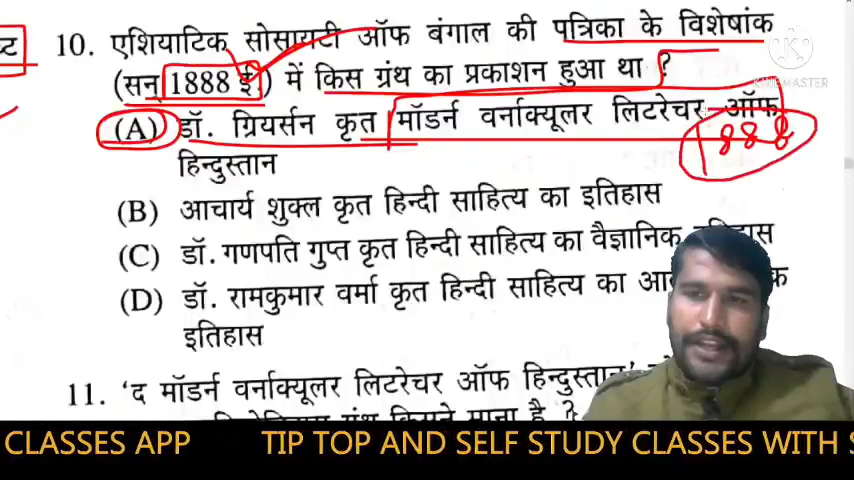 ष्ट
10. एशियाटिक सोसायटी ऑफ बंगाल की पत्रिका के विशेषांक
(सन् 1888 ई.) में किस ग्रंथ का प्रकाशन हुआ था ?
(A) डॉ. ग्रियर्सन कृत मॉडर्न वर्नाक्यूलर लिटरेचर ऑफ
हिन्दुस्तान
1888
(B) आचार्य शुक्ल कृत हिन्दी साहित्य का इतिहास
(C) डॉ. गणपति गुप्त कृत हिन्दी साहित्य का वैज्ञानिक
(D) डॉ. रामकुमार वर्मा कृत हिन्दी साहित्य का
इतिहास
11. 'द मॉडर्न वर्नाक्यूलर लिटरेचर ऑफ हिन्दुस्तान'
ग्रंथ किसने माना है ?
KINEMASTER
CLASSES APP TIP TOP AND SELF STUDY CLASSES WITH S